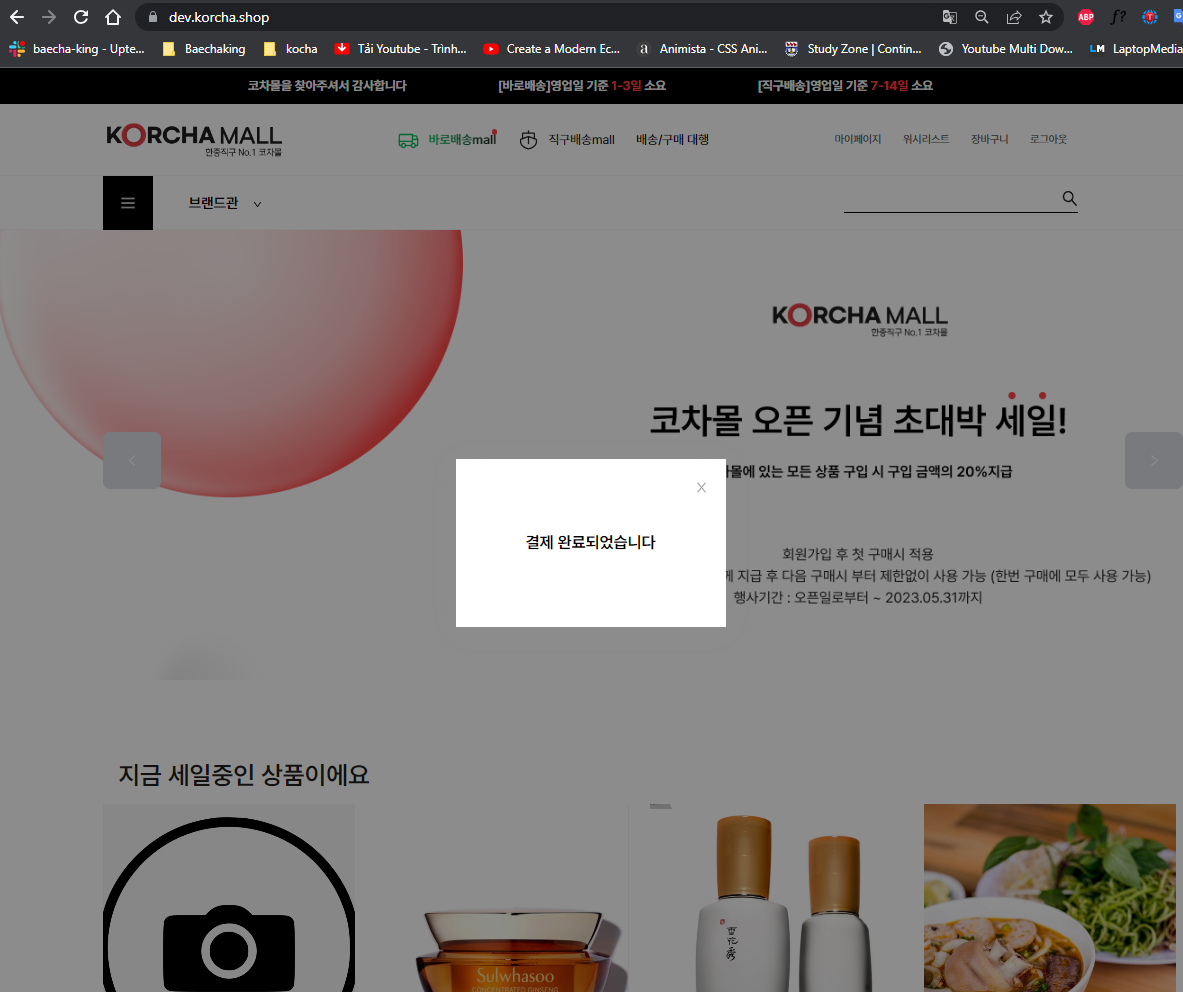 dev.korcha.shop
baecha-king - Upte...
Baechaking
kocha
Tải Youtube - Trình...
Create a Modern Ec...
Animista - CSS Ani...
Study Zone | Contin...
Youtube Multi Dow...
LaptopMedia
코차몰을 찾아주셔서 감사합니다
[바로배송]영업일 기준 1-3일 소요
[직구배송]영업일 기준 7-14일 소요
KORCHA MALL
한중직구 No.1 코차몰
바로배송mall
직구배송mall
배송/구매 대행
마이페이지
위시리스트
장바구니
로그아웃
브랜드관
KORCHA MALL
한중직구 No.1 코차몰
코차몰 오픈 기념 초대박 세일!
몰에 있는 모든 상품 구입 시 구입 금액의 20%지급
결제 완료되었습니다
회원가입 후 첫 구매시 적용
지급 후 다음 구매시 부터 제한없이 사용 가능 (한번 구매에 모두 사용 가능)
행사기간 : 오픈일로부터 ~ 2023.05.31까지
지금 세일중인 상품이에요
Sulwhasoo
CONCENTRATED GINSENG
雪花秀